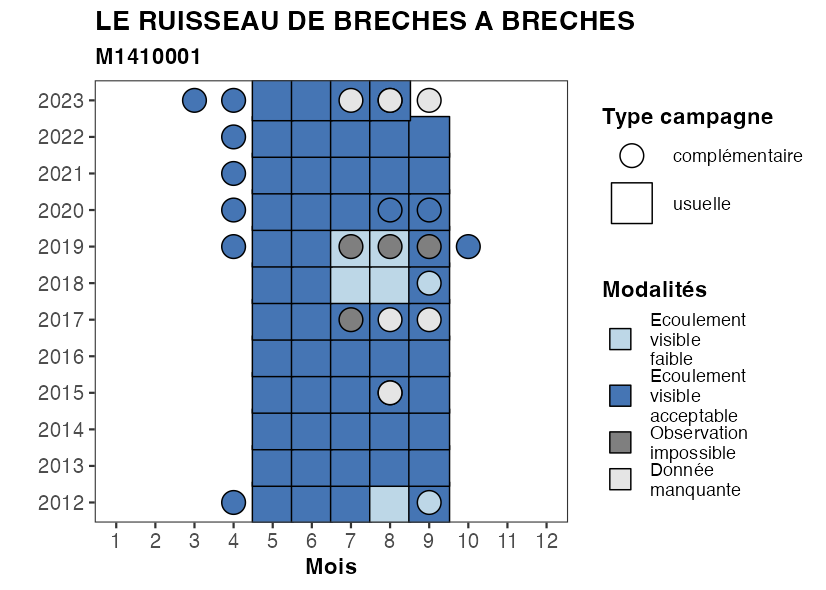 LE RUISSEAU DE BRECHES A BRECHES
M1410001
2023
2022
2021
2020
2019
2018
2017
2016
2015
2014
2013
2012
1 2 3 4 5 6 7 8 9 10 11 12
Mois
Type campagne
complémentaire
usuelle
Modalités
Ecoulement
visible
faible
Ecoulement
visible
acceptable
Observation
impossible
Donnée
manquante